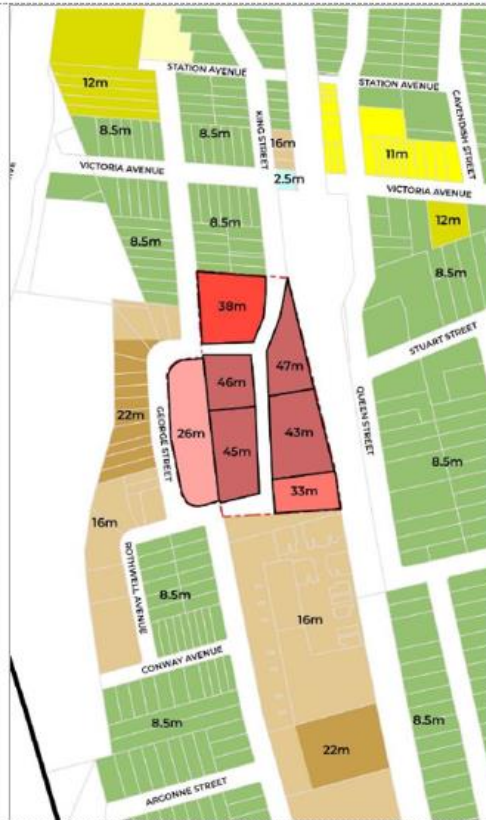 STATION AVENUE
12m
KING STREET
STATION AVENUE
CAVENDISH STREET
8.5m
8.5m
16m
11m
VICTORIA AVENUE
2.5m
VICTORIA AVENUE
8.5m
12m
8.5m
8.5m
38m
STUART STREET
47m
46m
22m
GEORGE STREET
26m
QUEEN STREET
45m
43m
8.5m
33m
16m
ROTHWELL AVENUE
8.5m
16m
CONWAY AVENUE
8.5m
8.5m
22m
ARGONNE STREET